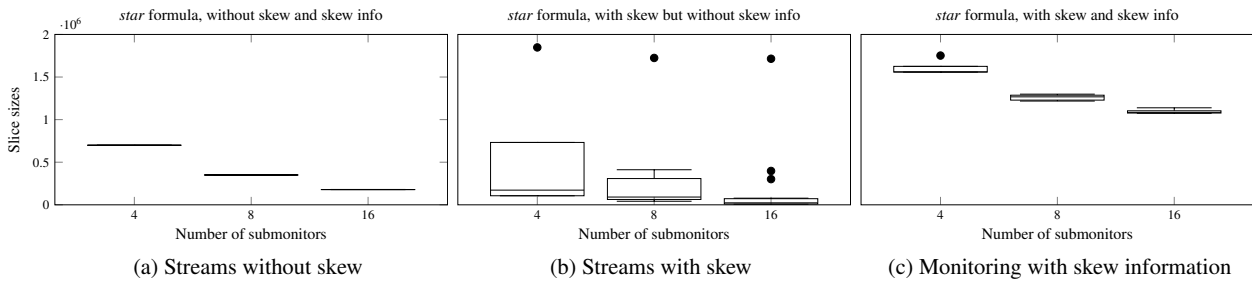 star formula, without skew and skew info
·10⁶
2
1.5
1
0.5
0
Slice sizes
4 8 16
Number of submonitors
(a) Streams without skew
star formula, with skew but without skew info
4 8 16
Number of submonitors
(b) Streams with skew
star formula, with skew and skew info
4 8 16
Number of submonitors
(c) Monitoring with skew information